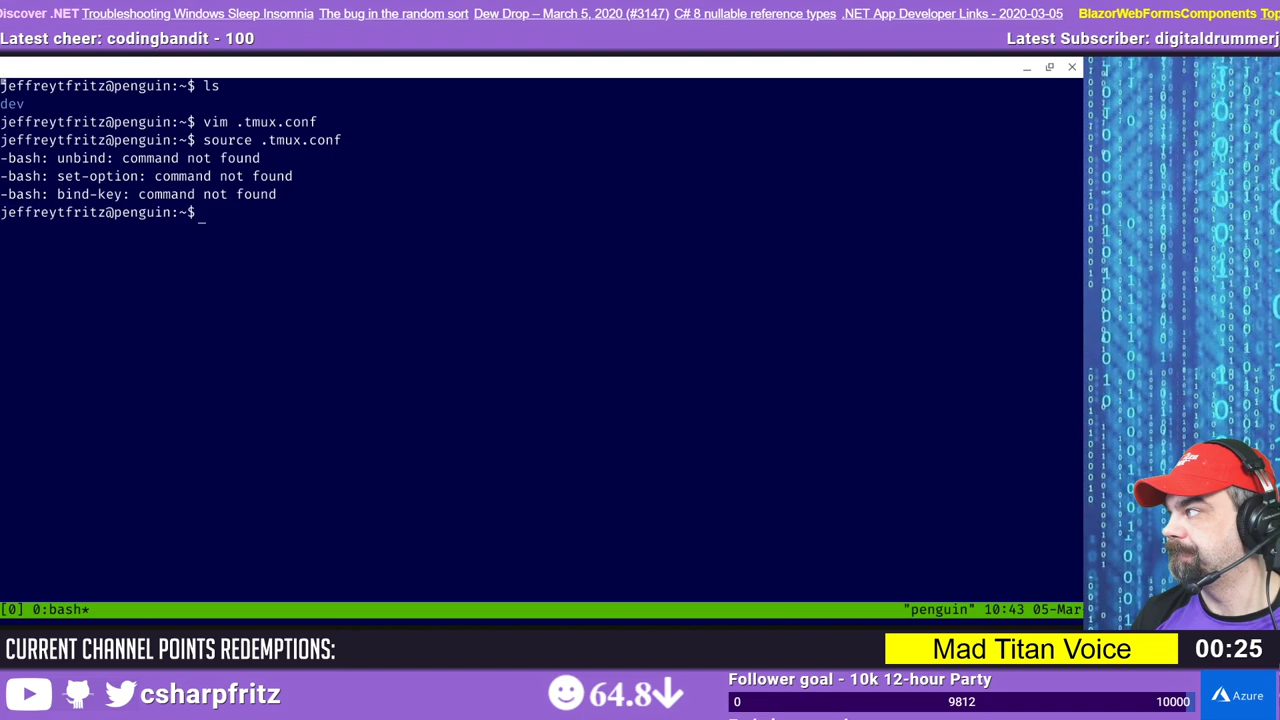 Discover .NET Troubleshooting Windows Sleep Insomnia The bug in the random sort Dew Drop – March 5, 2020 (#3147) C# 8 nullable reference types .NET App Developer Links - 2020-03-05 BlazorWebFormsComponents Top
Latest cheer: codingbandit - 100
Latest Subscriber: digitaldrummerj
jeffreytfritz@penguin:~$ ls
dev
jeffreytfritz@penguin:~$ vim .tmux.conf
jeffreytfritz@penguin:~$ source .tmux.conf
-bash: unbind: command not found
-bash: set-option: command not found
-bash: bind-key: command not found
jeffreytfritz@penguin:~$ _
[0] 0:bash*
"penguin" 10:43 05-Mar
CURRENT CHANNEL POINTS REDEMPTIONS:
Mad Titan Voice
00:25
csharpfritz
64.8
Follower goal - 10k 12-hour Party
0 9812 10000
Azure